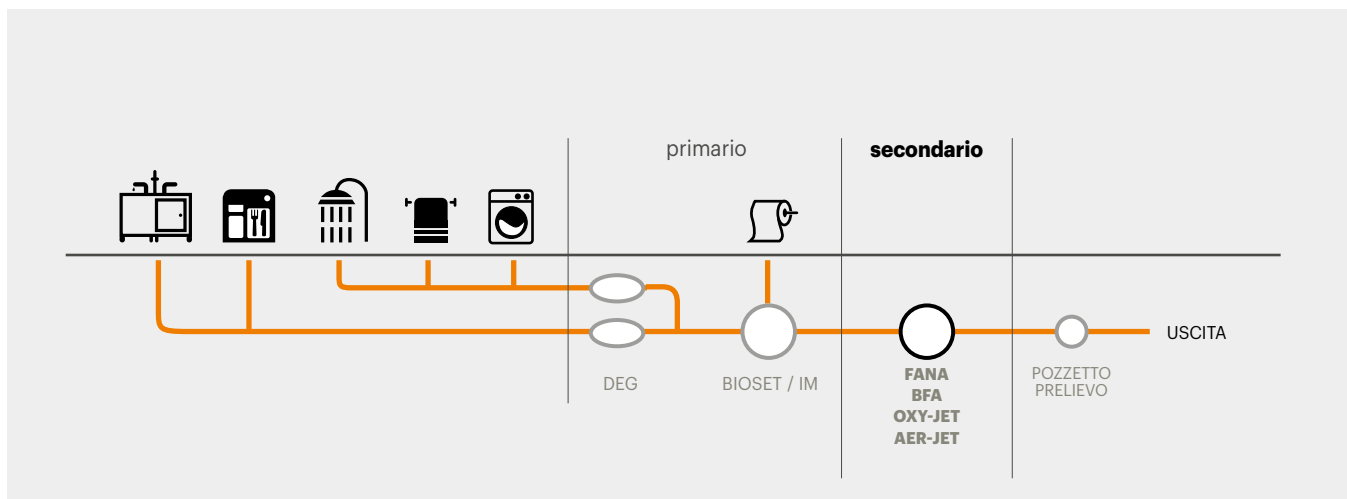 primario
secondario
USCITA
DEG
BIOSET / IM
FANA
BFA
OXY-JET
AER-JET
POZZETTO
PRELIEVO